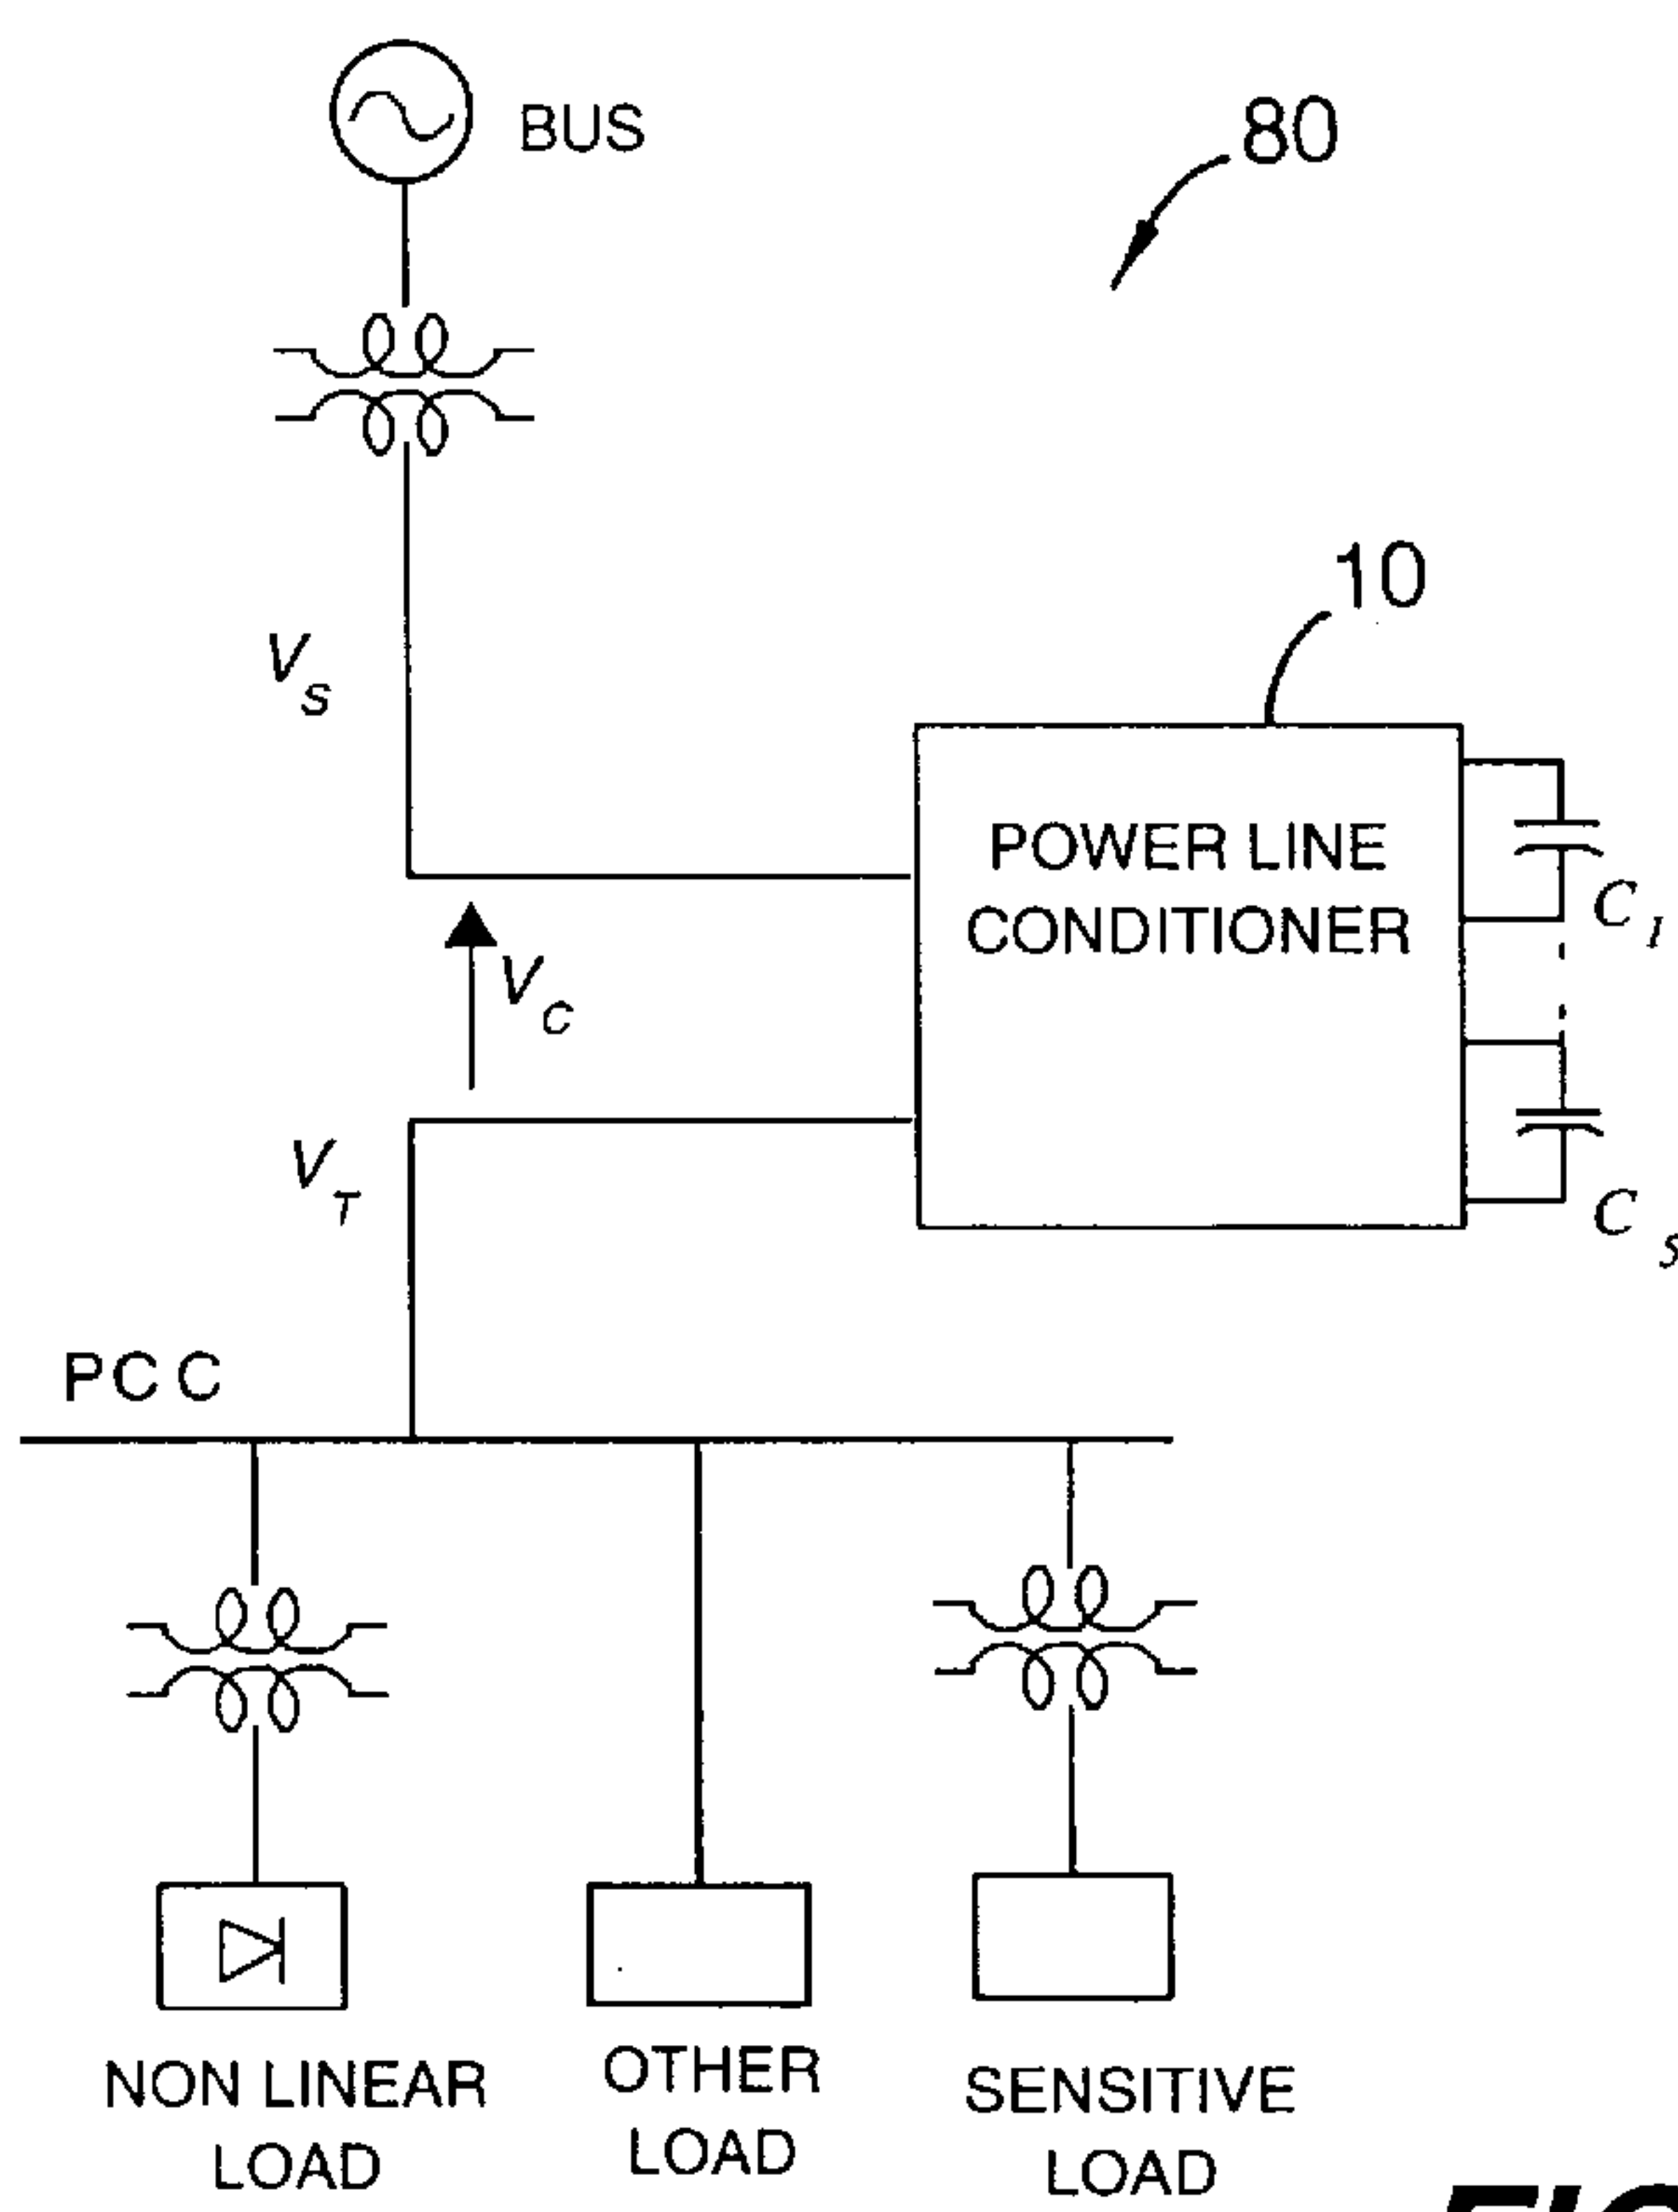 BUS
80
V_S
10
POWER LINE
CONDITIONER
C_I
V_C
V_T
C_S
PCC
NON LINEAR
LOAD
OTHER
LOAD
SENSITIVE
LOAD